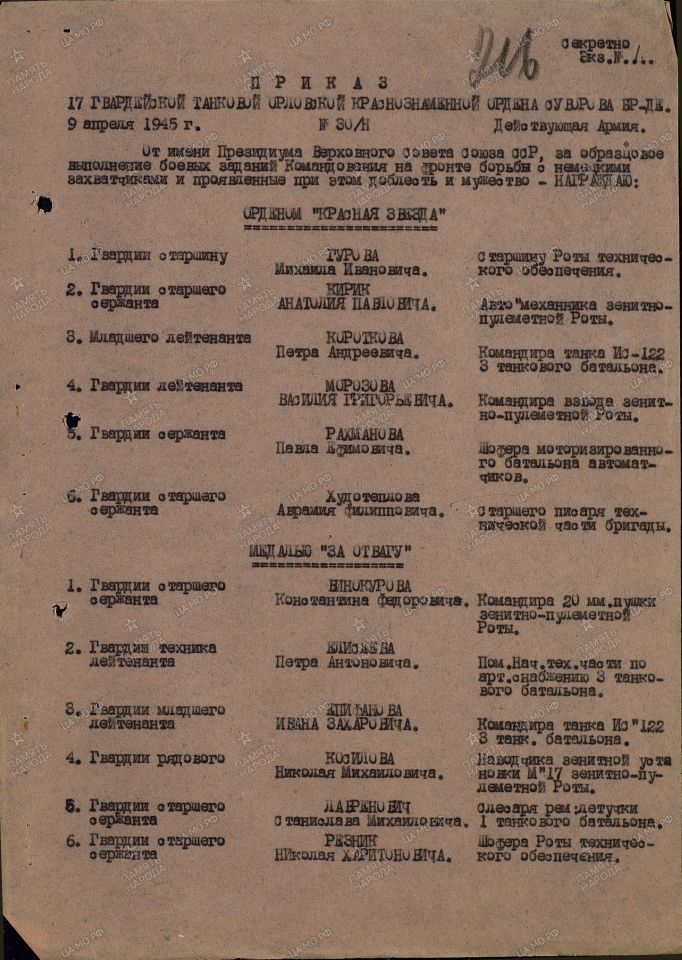 216
секретно
Экз.№ 1..
П Р И К А З
17 ГВАРДЕЙСКОЙ ТАНКОВОЙ ОРЛОВСКОЙ КРАСНОЗНАМЕННОЙ ОРДЕНА СУВОРОВА БР-ДЕ.
9 апреля 1945 г. № 30/Н Действующая Армия.
От имени Президиума Верховного Совета Союза ССР, за образцовое
выполнение боевых заданий Командования на фронте борьбы с немецкими
захватчиками и проявленные при этом доблесть и мужество - НАГРАЖДАЮ:
ОРДЕНОМ "КРАСНАЯ ЗВЕЗДА"
1. Гвардии старшину ГУРОВА старшину Роты техничес-
Михаила Ивановича. кого обеспечения.
2. Гвардии старшего КИРИК
сержанта АНАТОЛИЯ ПАВЛОВИЧА. Авто"механника зенитно-
пулеметной Роты.
3. Младшего лейтенанта КОРОТКОВА
Петра Андреевича. Командира танка Ис-122
3 танкового батальона.
4. Гвардии лейтенанта МОРОЗОВА
ВАСИЛИЯ ГРИГОРЬЕВИЧА. Командира взвода зенит-
но-пулеметной Роты.
5. Гвардии сержанта РАХМАНОВА
Павла Ефимовича. Шофера моторизированно-
го батальона автомат-
чиков.
6. Гвардии старшего Худотеплова
сержанта Аврамия филипповича. старшего писаря тех-
нической части бригады.
МЕДАЛЬЮ "ЗА ОТВАГУ"
1. Гвардии старшего ВИНОКУРОВА
сержанта Константина федоровича. Командира 20 мм.пушки
зенитно-пулеметной
Роты.
2. Гвардии техника ЕЛИСЕЕВА
лейтенанта Петра Антоновича. Пом.Нач.тех.части по
арт.снабжению 3 танко-
вого батальона.
3. Гвардии младшего ЕПИФАНОВА
лейтенанта ИВАНА ЗАХАРОВИЧА. Командира танка Ис"122
3 танк. батальона.
4. Гвардии рядового КОСИЛОВА Наводчика зенитной уста
Николая Михаиловича. новки М"17 зенитно-пу-
леметной Роты.
5. Гвардии старшего ЛАВРЕНОВИЧ слесаря рем:летучки
сержанта Станислава Михаиловича. 1 танкового батальона.
6. Гвардии старшего РЕЗНИК Шофера Роты техничес-
сержанта НИколая ХАРИТОНОВИЧА. кого обеспечения.
ПАМЯТЬ НАРОДА
ЦАМО.РФ